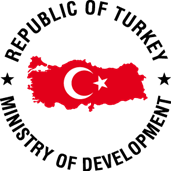 REPUBLIC OF TURKEY
MINISTRY OF DEVELOPMENT